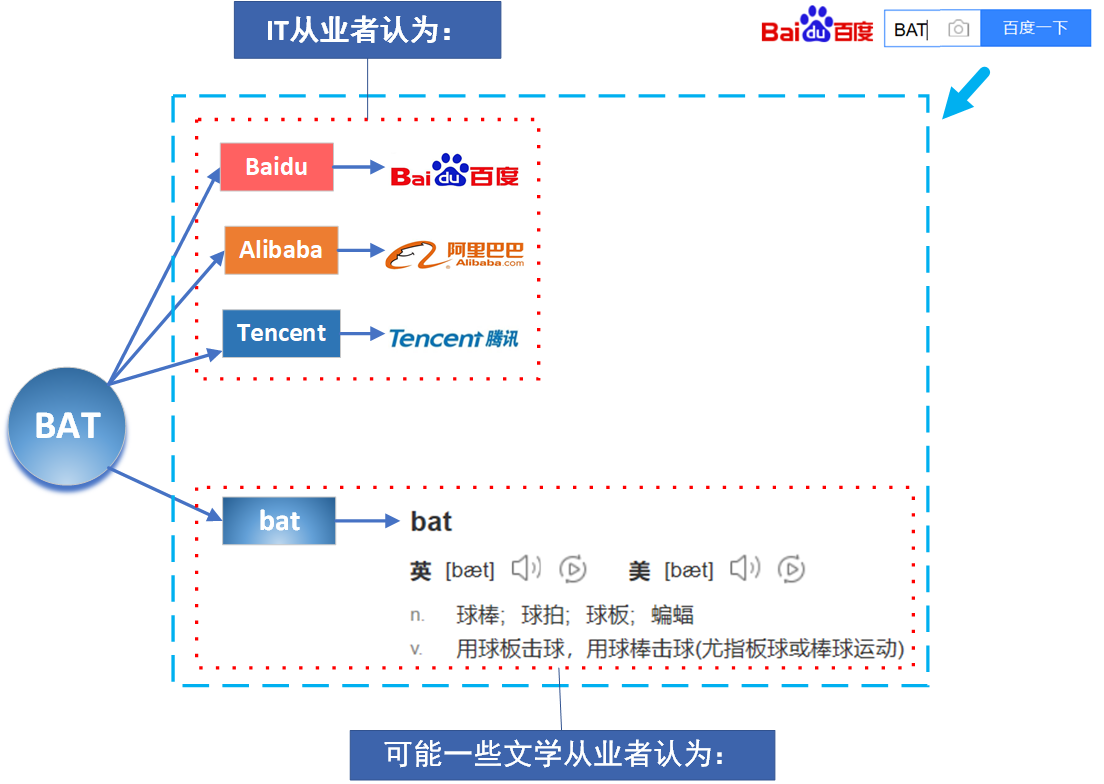 IT从业者认为：
Bai du 百度 BAT 百度一下
Baidu Bai du 百度
Alibaba 阿里巴巴
Alibaba.com
Tencent Tencent 腾讯
BAT
bat bat
英 [bæt] 美 [bæt]
n. 球棒；球拍；球板；蝙蝠
v. 用球板击球，用球棒击球(尤指板球或棒球运动)
可能一些文学从业者认为：